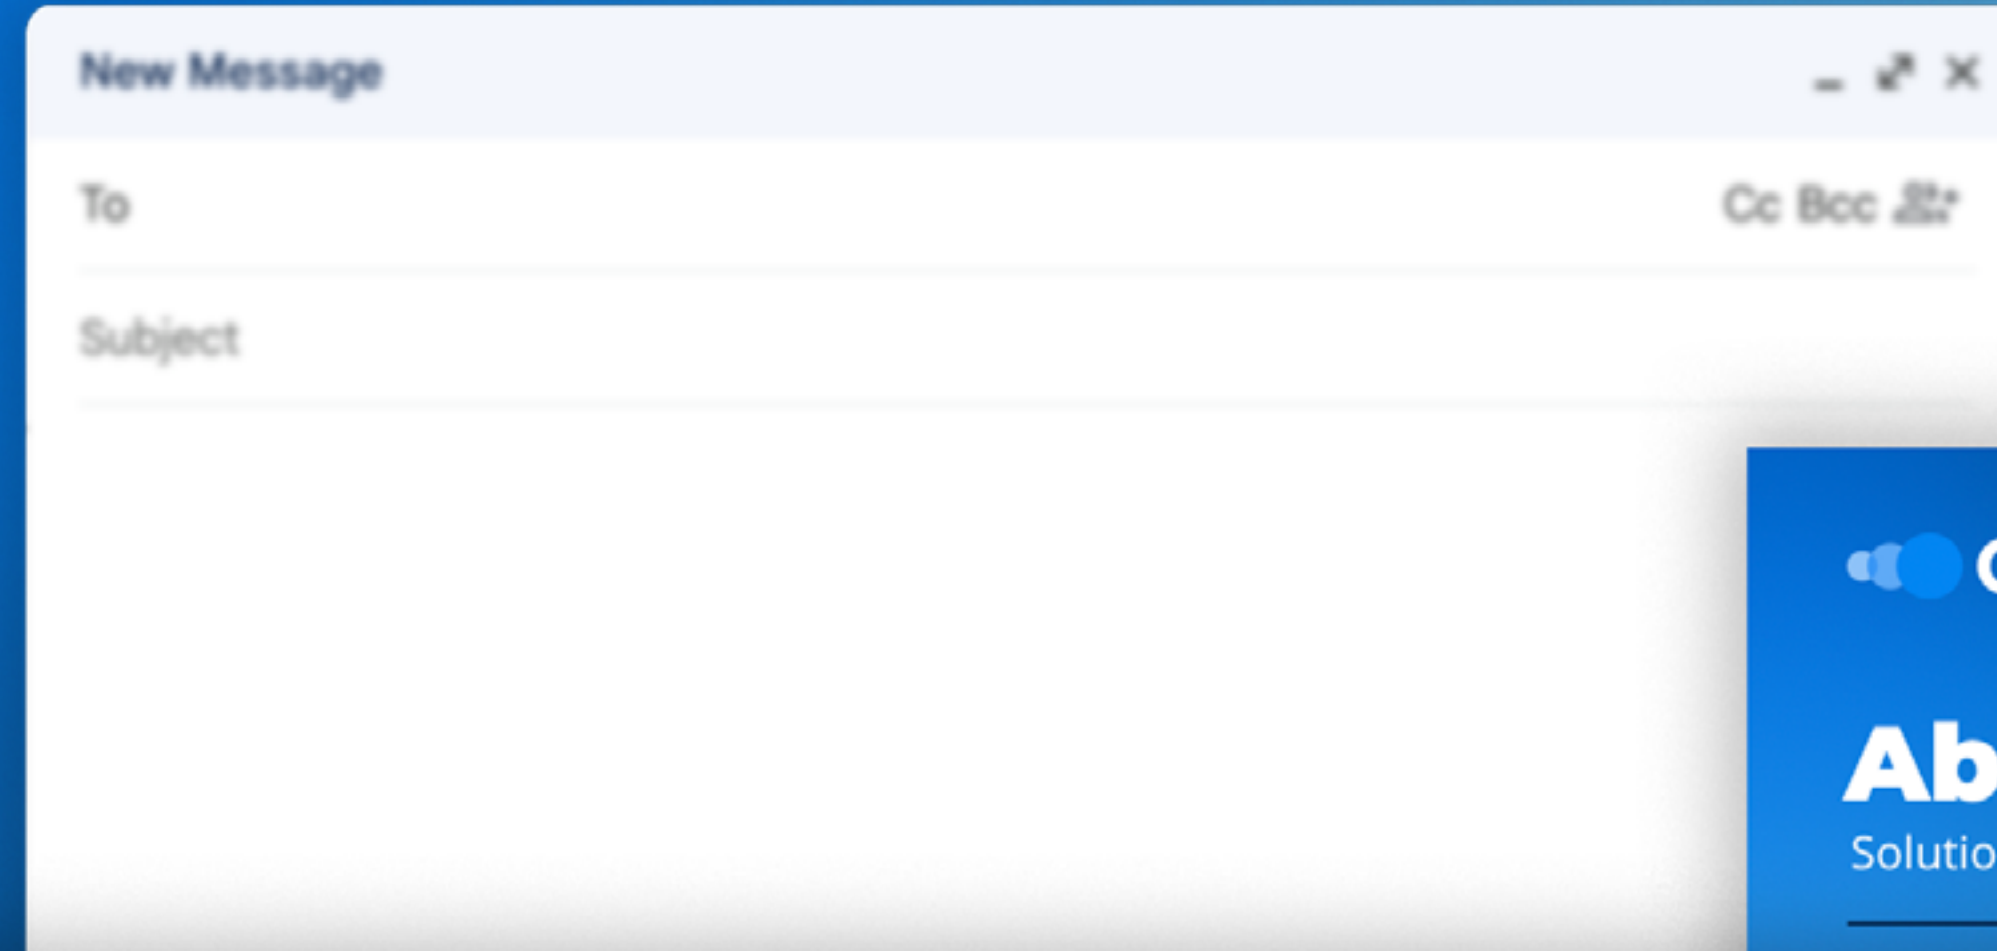 New Message
To
Cc Bcc
Subject
Ab
Solutio